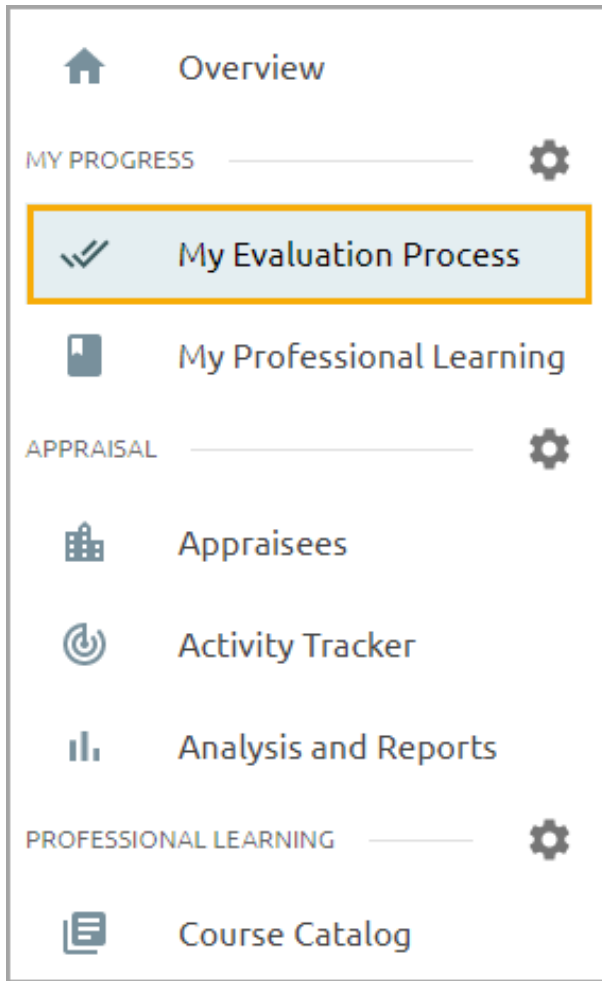 Overview
MY PROGRESS
My Evaluation Process
My Professional Learning
APPRAISAL
Appraisees
Activity Tracker
Analysis and Reports
PROFESSIONAL LEARNING
Course Catalog